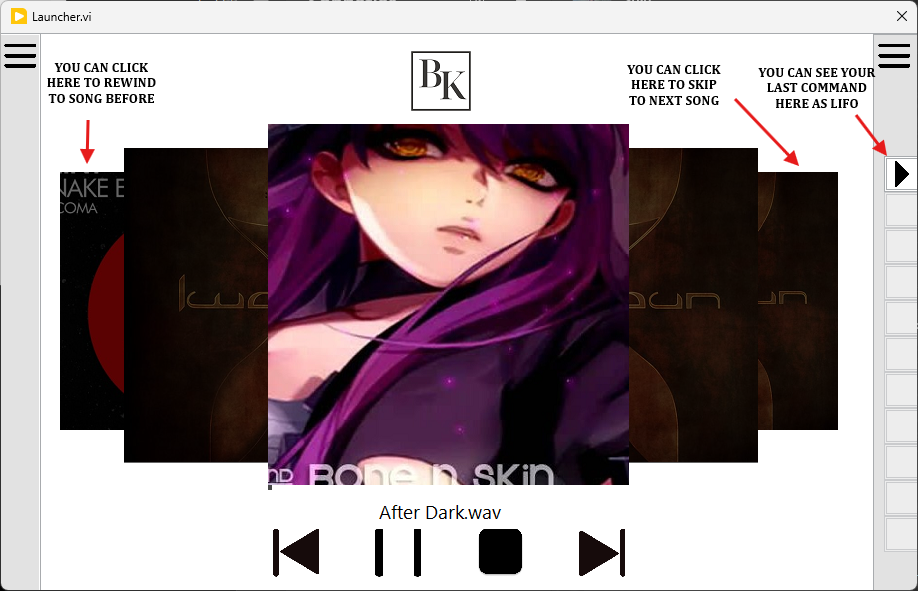 Launcher.vi
YOU CAN CLICK
HERE TO REWIND
TO SONG BEFORE
BK
YOU CAN CLICK
HERE TO SKIP
TO NEXT SONG
YOU CAN SEE YOUR
LAST COMMAND
HERE AS LIFO
COMA
BONE N SKiN
After Dark.wav